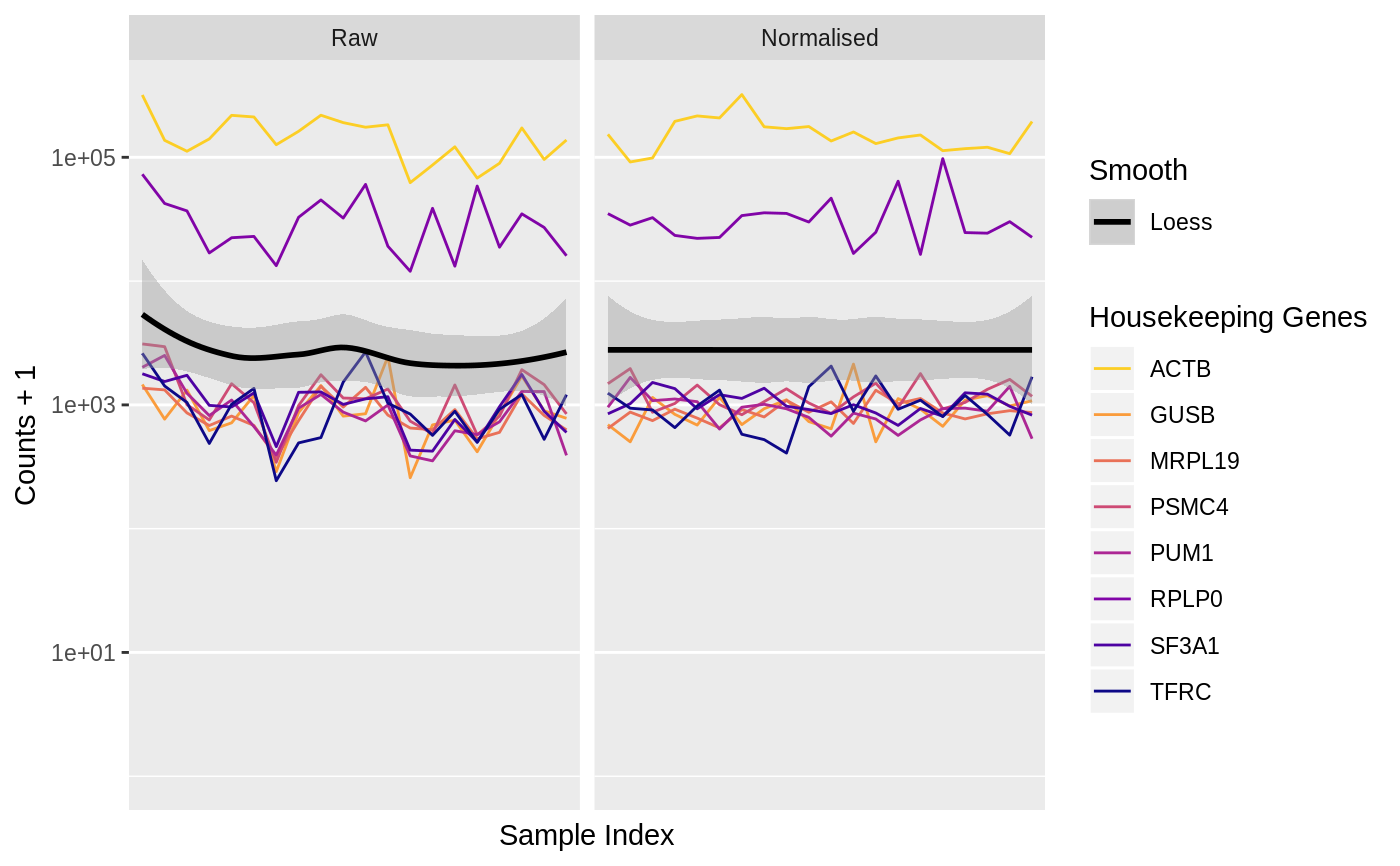 Raw
Normalised
1e+05
1e+03
1e+01
Counts + 1
Sample Index
Smooth
Loess
Housekeeping Genes
ACTB
GUSB
MRPL19
PSMC4
PUM1
RPLP0
SF3A1
TFRC